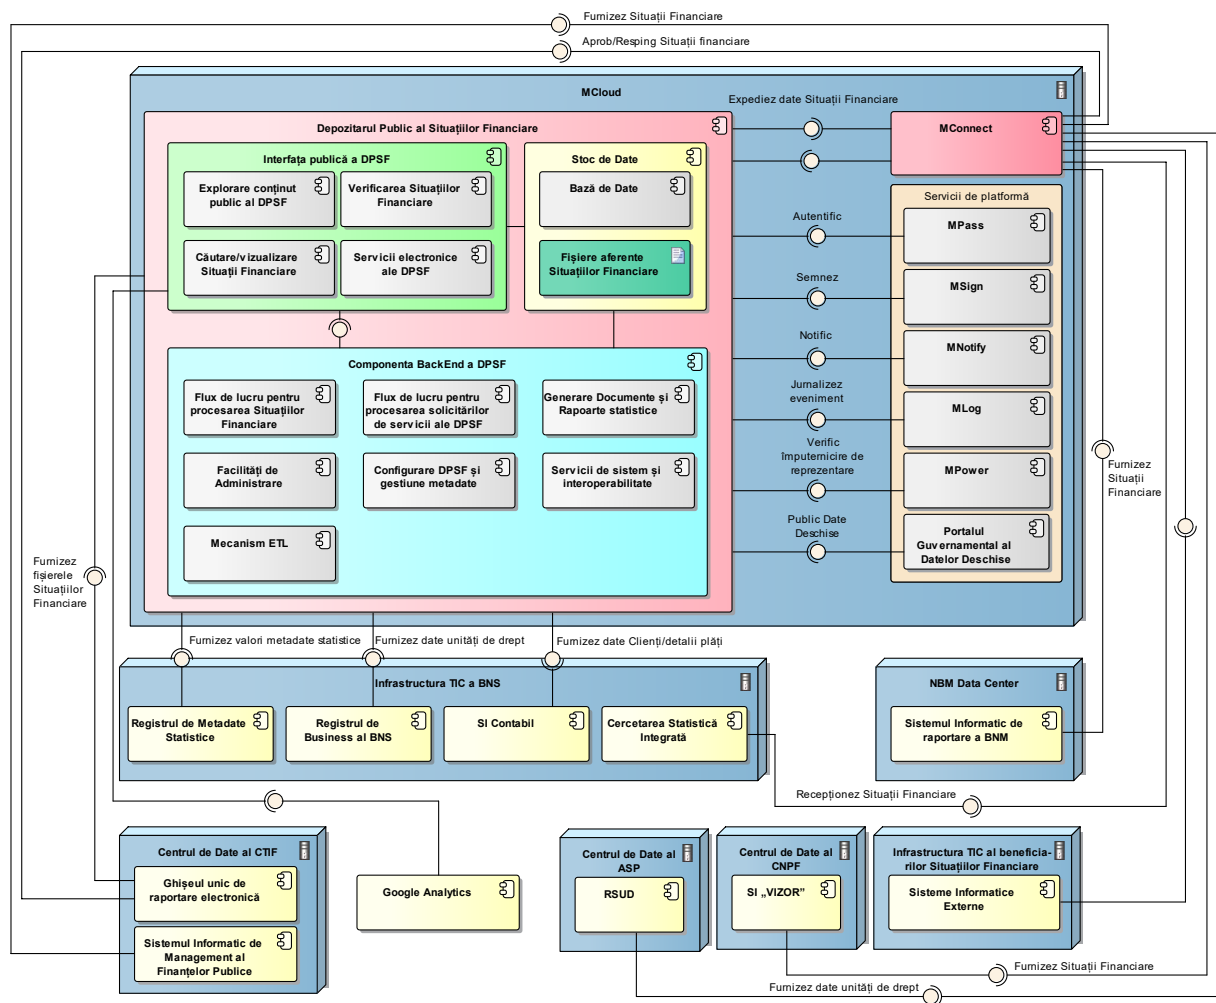 Furnizez Situații Financiare
Aprob/Resping Situații financiare
MCloud
Expediez date Situații Financiare
Depozitarul Public al Situațiilor Financiare
MConnect
Interfața publică a DPSF
Explorare conținut
public al DPSF
Verificarea Situațiilor
Financiare
Căutare/vizualizare
Situații Financiare
Servicii electronice
ale DPSF
Stoc de Date
Bază de Date
Fișiere aferente
Situațiilor Financiare
Servicii de platformă
Autentific
MPass
Semnez
MSign
Notific
MNotify
Jurnalizez
eveniment
MLog
Verific
împuternicire de
reprezentare
MPower
Public Date
Deschise
Portalul
Guvernamental al
Datelor Deschise
Componenta BackEnd a DPSF
Flux de lucru pentru
procesarea Situațiilor
Financiare
Flux de lucru pentru
procesarea solicitărilor
de servicii ale DPSF
Generare Documente și
Rapoarte statistice
Facilități de
Administrare
Configurare DPSF și
gestiune metadate
Servicii de sistem și
interoperabilitate
Mecanism ETL
Furnizez
Situații
Financiare
Furnizez
fișierele
Situațiilor
Financiare
Furnizez valori metadate statistice
Furnizez date unități de drept
Furnizez date Clienți/detalii plăți
Infrastructura TIC a BNS
Registrul de Metadate
Statistice
Registrul de
Business al BNS
SI Contabil
Cercetarea Statistică
Integrată
NBM Data Center
Sistemul Informatic de
raportare a BNM
Recepționez Situații Financiare
Centrul de Date al CTIF
Ghișeul unic de
raportare electronică
Sistemul Informatic de
Management al
Finanțelor Publice
Google Analytics
Centrul de Date al
ASP
RSUD
Centrul de Date al
CNPF
SI „VIZOR”
Infrastructura TIC al beneficia-
rilor Situațiilor Financiare
Sisteme Informatice
Externe
Furnizez Situații Financiare
Furnizez date unități de drept